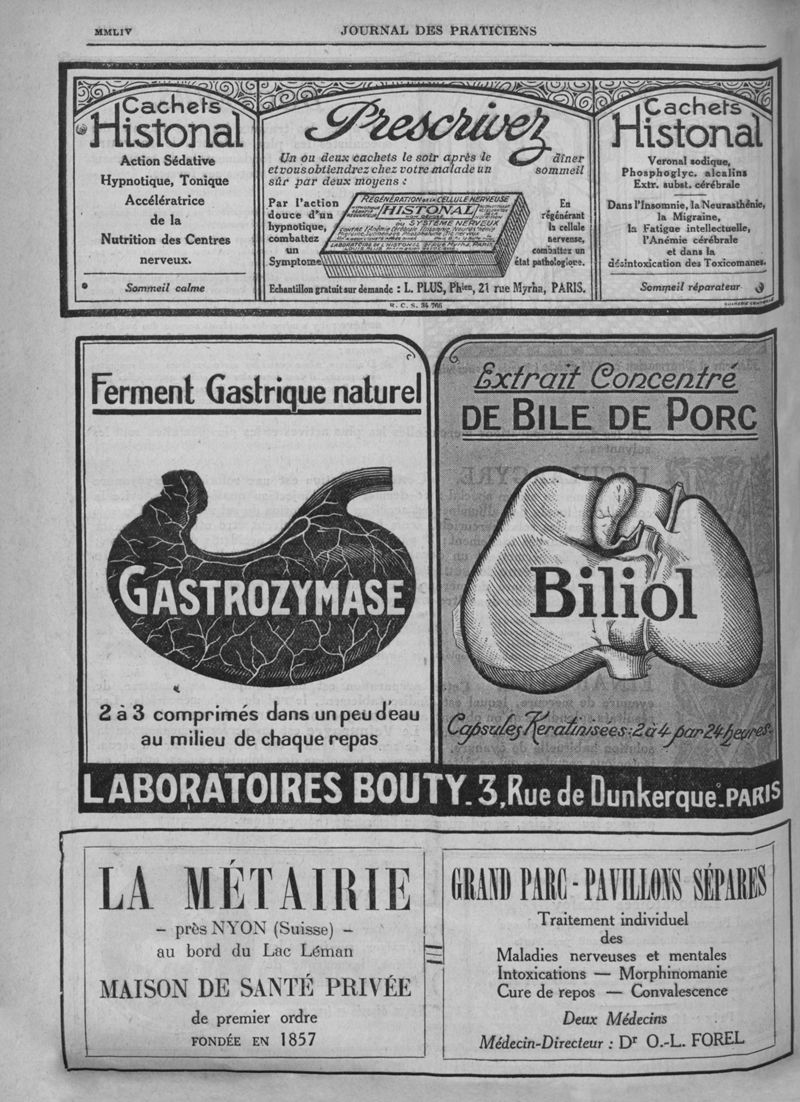 MMLIV
JOURNAL DES PRATICIENS
Cachets
Histonal
Action Sédative
Hypnotique, Tonique
Accélératrice
de la
Nutrition des Centres
nerveux.
Sommeil calme
Prescrivez
Un ou deux cachets le soir après le dîner
et vous obtiendrez chez votre malade un sommeil
sûr par deux moyens :
Par l'action
douce d'un
hypnotique,
combattez
un
Symptome
RÉGÉNÉRATION DE LA CELLULE NERVEUSE
HISTONAL
DU SYSTÈME NERVEUX
En
régénérant
la cellule
nerveuse,
combattez un
état pathologique.
Echantillon gratuit sur demande : L. PLUS, Phien, 21 rue Myrha, PARIS.
R. C. S. 34 766
Cachets
Histonal
Veronal sodique,
Phosphoglyc. alcalins
Extr. subst. cérébrale
Dans l'Insomnie, la Neurasthénie,
la Migraine,
la Fatigue intellectuelle,
l'Anémie cérébrale
et dans la
désintoxication des Toxicomanes.
Sommeil réparateur
Ferment Gastrique naturel
GASTROZYMASE
2 à 3 comprimés dans un peu d'eau
au milieu de chaque repas
Extrait Concentré
DE BILE DE PORC
Biliol
Capsules Kératinisées: 2 à 4 par 24 heures.
LABORATOIRES BOUTY_3, Rue de Dunkerque_PARIS
LA MÉTAIRIE
– près NYON (Suisse) –
au bord du Lac Léman
MAISON DE SANTÉ PRIVÉE
de premier ordre
FONDÉE EN 1857
GRAND PARC - PAVILLONS SÉPARES
Traitement individuel
des
Maladies nerveuses et mentales
Intoxications — Morphinomanie
Cure de repos — Convalescence
Deux Médecins
Médecin-Directeur : Dr O.-L. FOREL